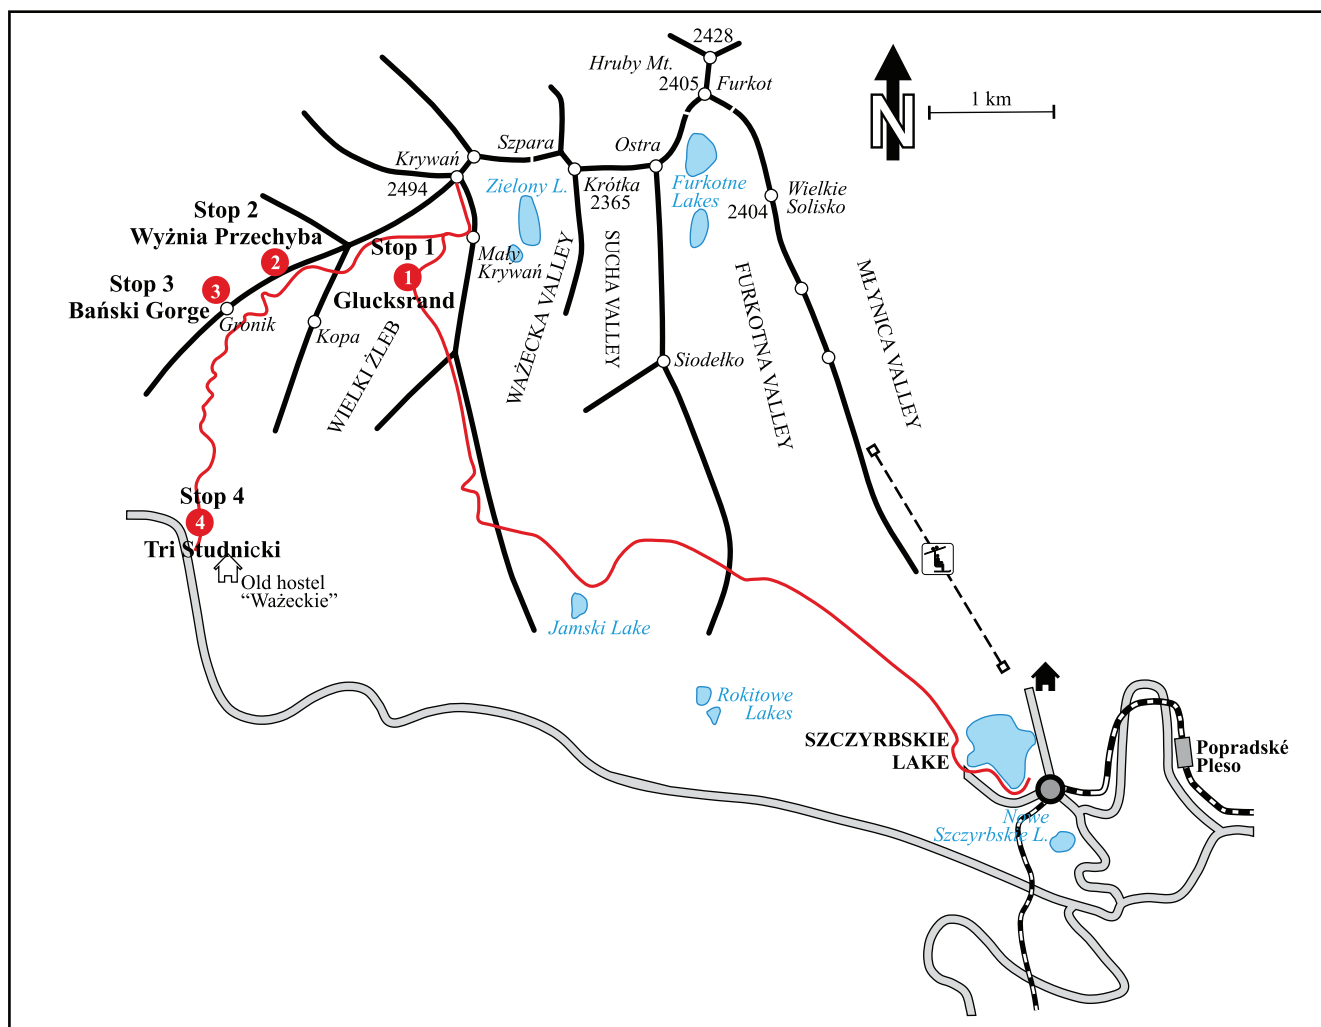 2428
Hruby Mt.
2405
Furkot
N
1 km
Szpara
Ostra
Krywań
2494
Zielony L.
Krótka
2365
Furkotne
Lakes
2404
Wielkie
Solisko
Stop 2
Wyżnia Przechyba
2
Stop 1
1
Glucksrand
Mały
Krywań
Stop 3
Bański Gorge
3
Gronik
Kopa
WIELKI ŻLEB
WAŻECKA VALLEY
SUCHA VALLEY
FURKOTNA VALLEY
MŁYNICA VALLEY
Siodełko
Stop 4
4
Tri Studnički
Old hostel
“Ważeckie”
Jamski Lake
Rokitowe
Lakes
SZCZYRBSKIE
LAKE
Popradské
Pleso
Nowe
Szczyrbskie L.